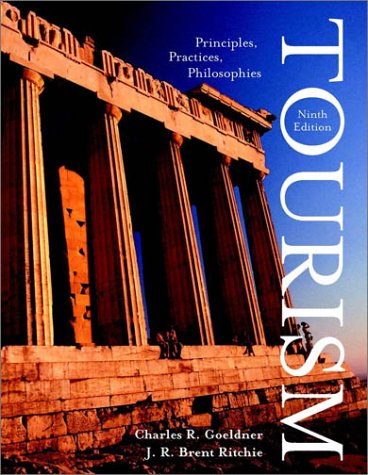 Principles,
Practices,
Philosophies
TOURISM
Ninth
Edition
Charles R. Goeldner
J. R. Brent Ritchie